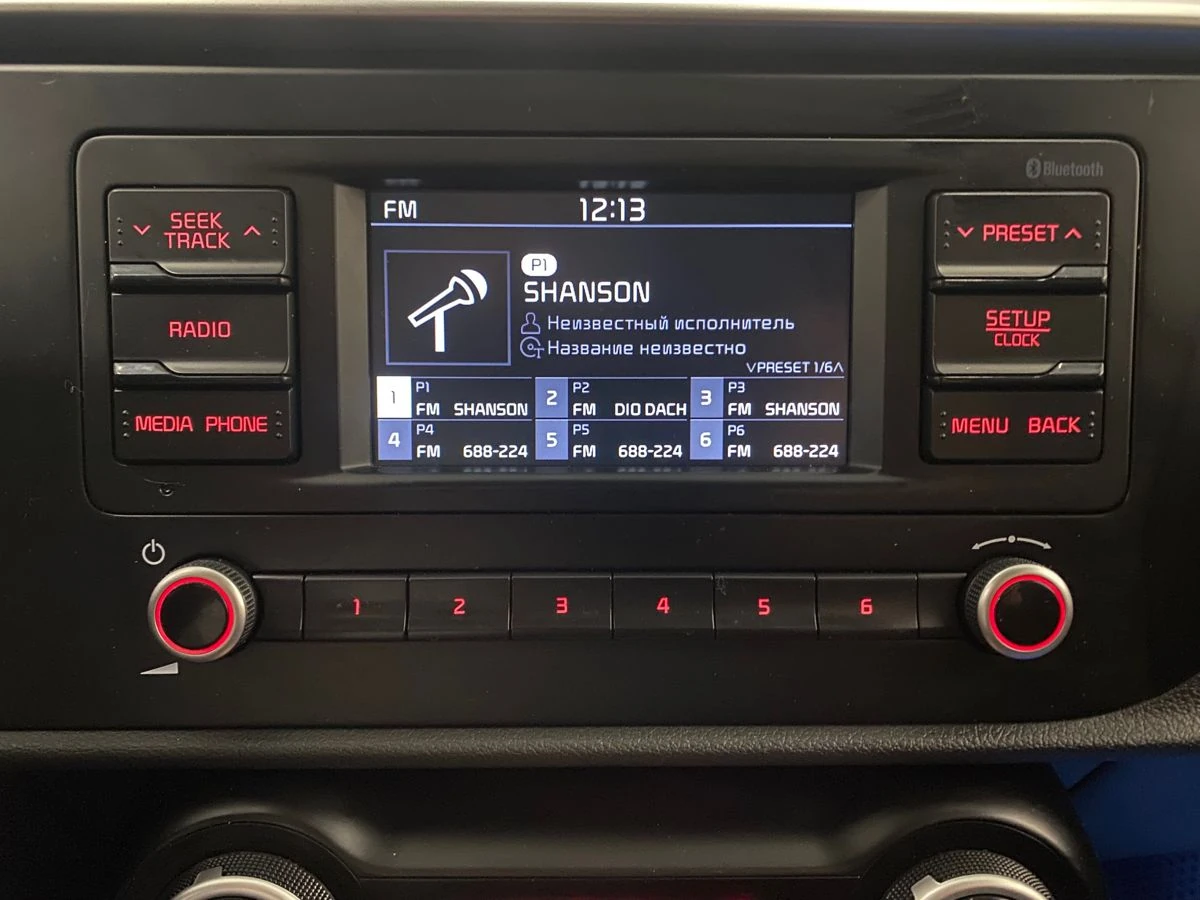 Bluetooth
SEEK
TRACK
RADIO
MEDIA PHONE
FM 12:13
P1
SHANSON
Неизвестный исполнитель
Название неизвестно
PRESET 1/6
1 P1 FM SHANSON
2 P2 FM DIO DACH
3 P3 FM SHANSON
4 P4 FM 688-224
5 P5 FM 688-224
6 P6 FM 688-224
PRESET
SETUP
CLOCK
MENU BACK
1 2 3 4 5 6